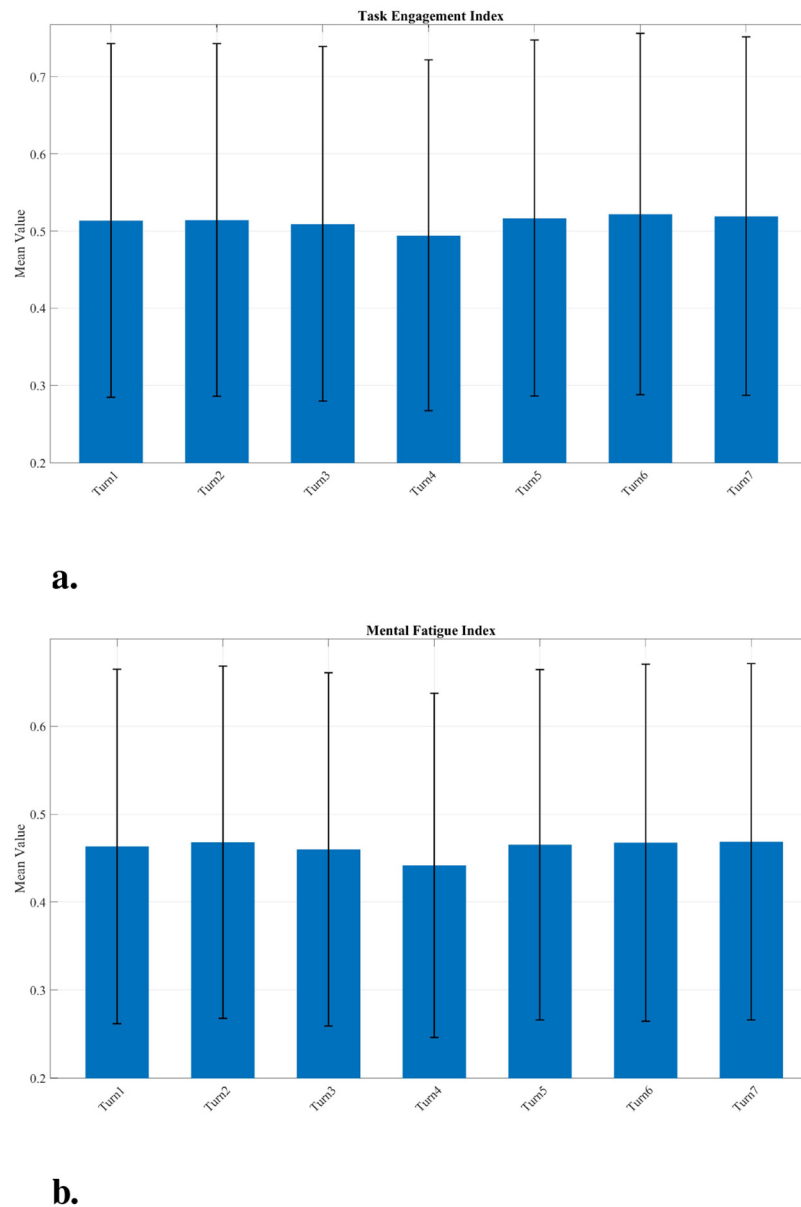 Task Engagement Index
0.7
0.6
0.5
0.4
0.3
0.2
Mean Value
Turn1
Turn2
Turn3
Turn4
Turn5
Turn6
Turn7
a.
Mental Fatigue Index
0.6
0.5
0.4
0.3
0.2
Mean Value
Turn1
Turn2
Turn3
Turn4
Turn5
Turn6
Turn7
b.